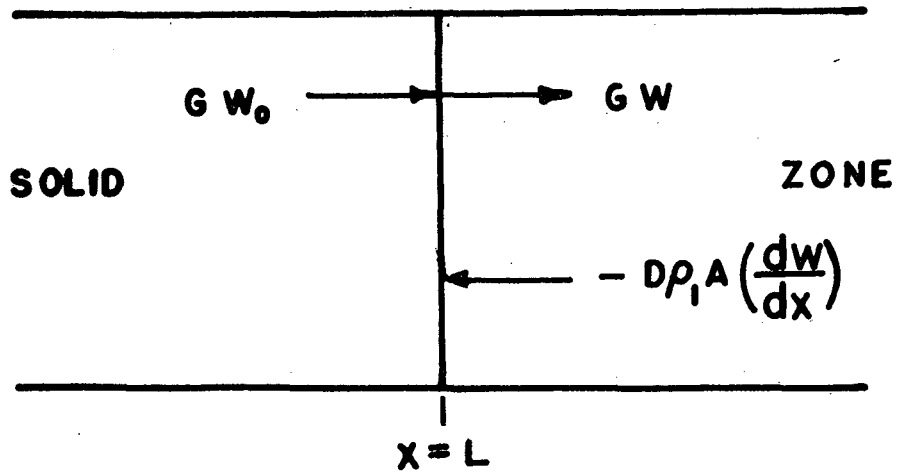 G W₀
G W
SOLID
ZONE
− Dρ₁A(dw/dx)
X = L